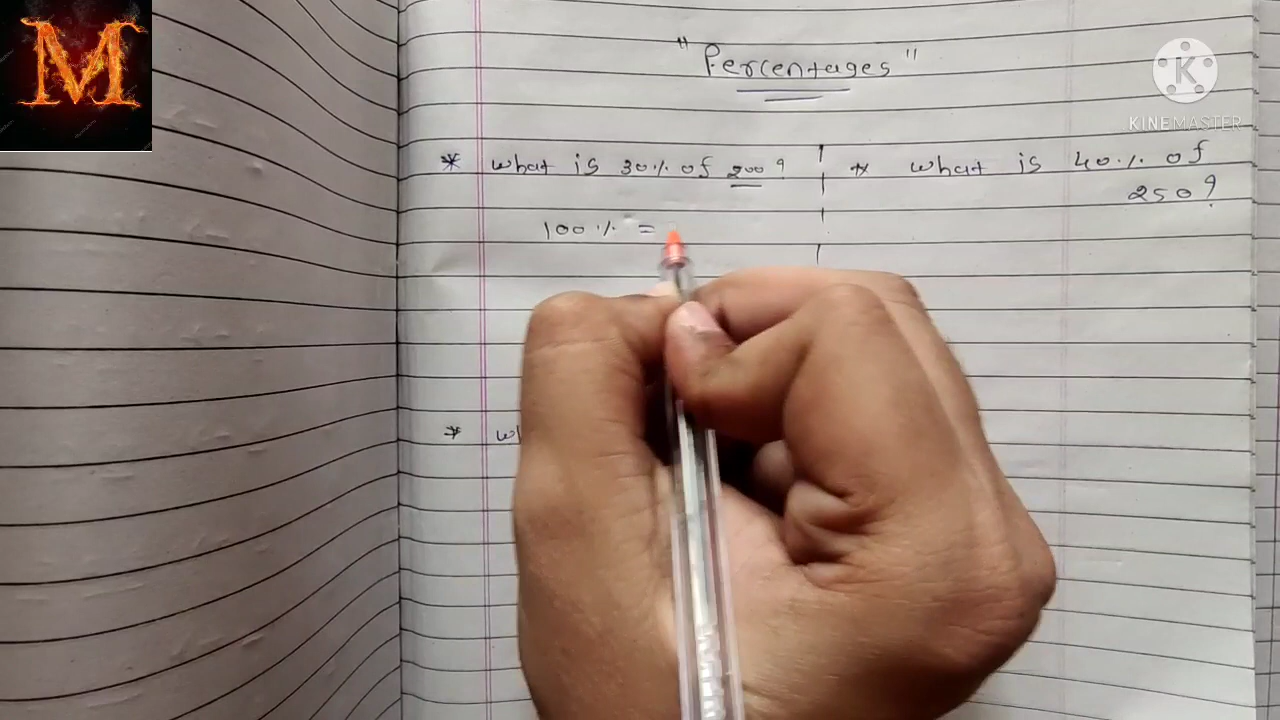 M
"Percentages"
K
KINEMASTER
* What is 30% of 200?
* What is 40% of
250?
100% =
*